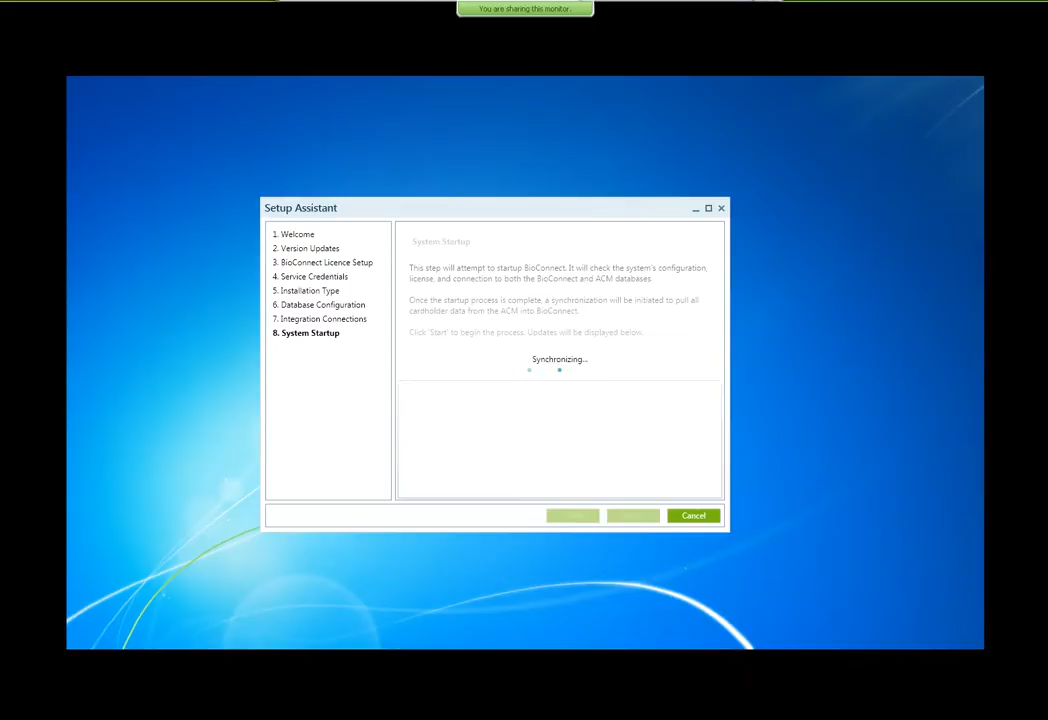 You are sharing this monitor.
Setup Assistant
1. Welcome
2. Version Updates
3. BioConnect Licence Setup
4. Service Credentials
5. Installation Type
6. Database Configuration
7. Integration Connections
8. System Startup
System Startup
This step will attempt to startup BioConnect. It will check the system's configuration,
license, and connection to both the BioConnect and ACM databases.
Once the startup process is complete, a synchronization will be initiated to pull all
cardholder data from the ACM into BioConnect.
Click 'Start' to begin the process. Updates will be displayed below.
Synchronizing...
Cancel